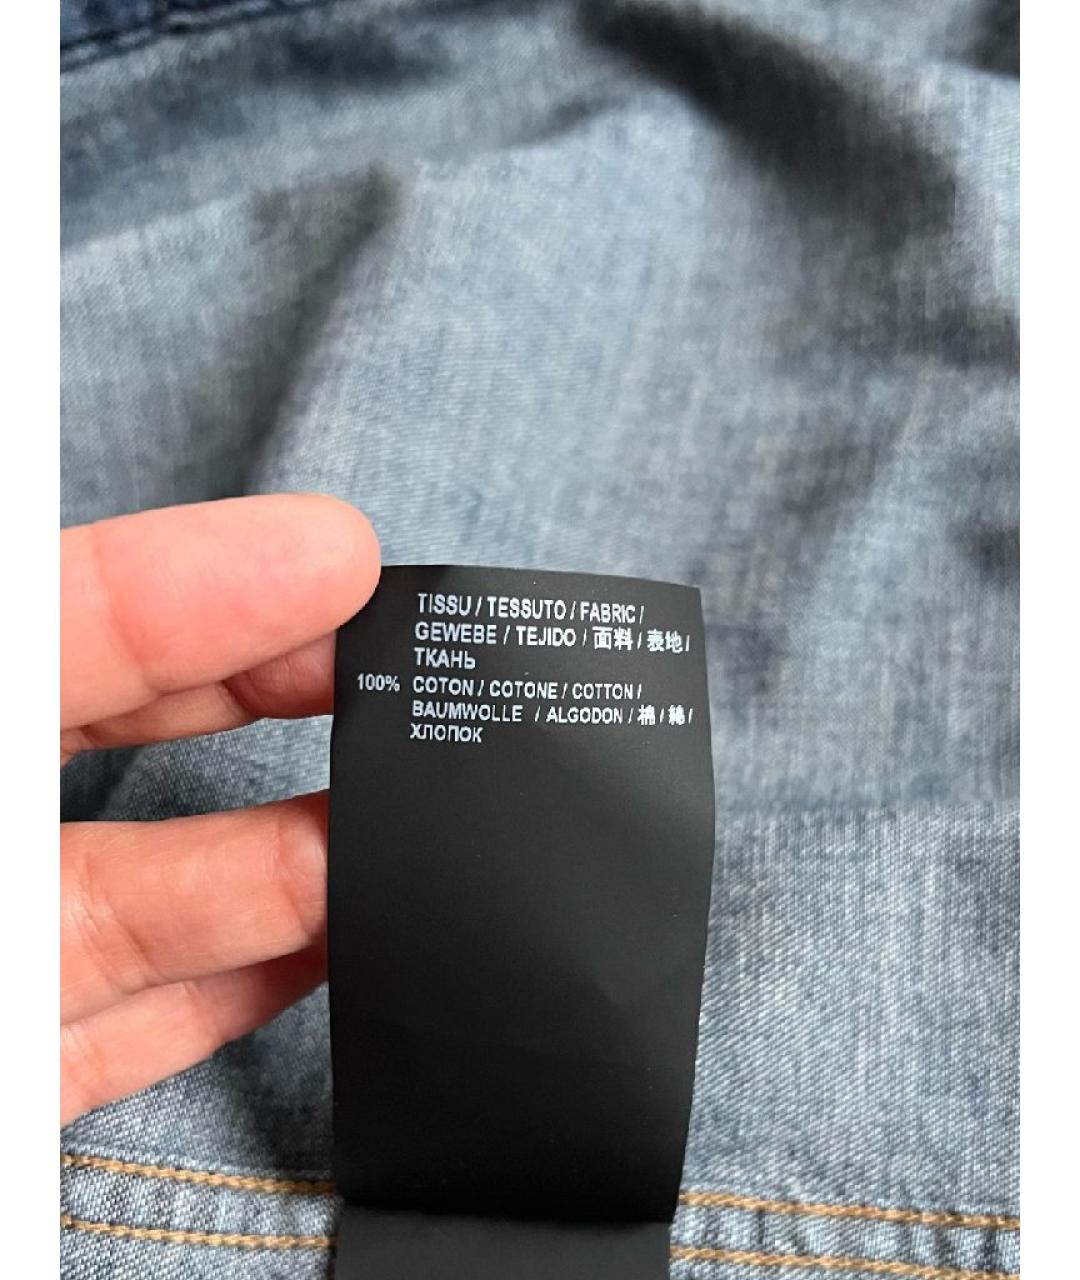 TISSU / TESSUTO / FABRIC /
GEWEBE / TEJIDO / 面料 / 表地 /
ТКАНЬ
100% COTON / COTONE / COTTON /
BAUMWOLLE / ALGODON / 棉 / 綿 /
ХЛОПОК